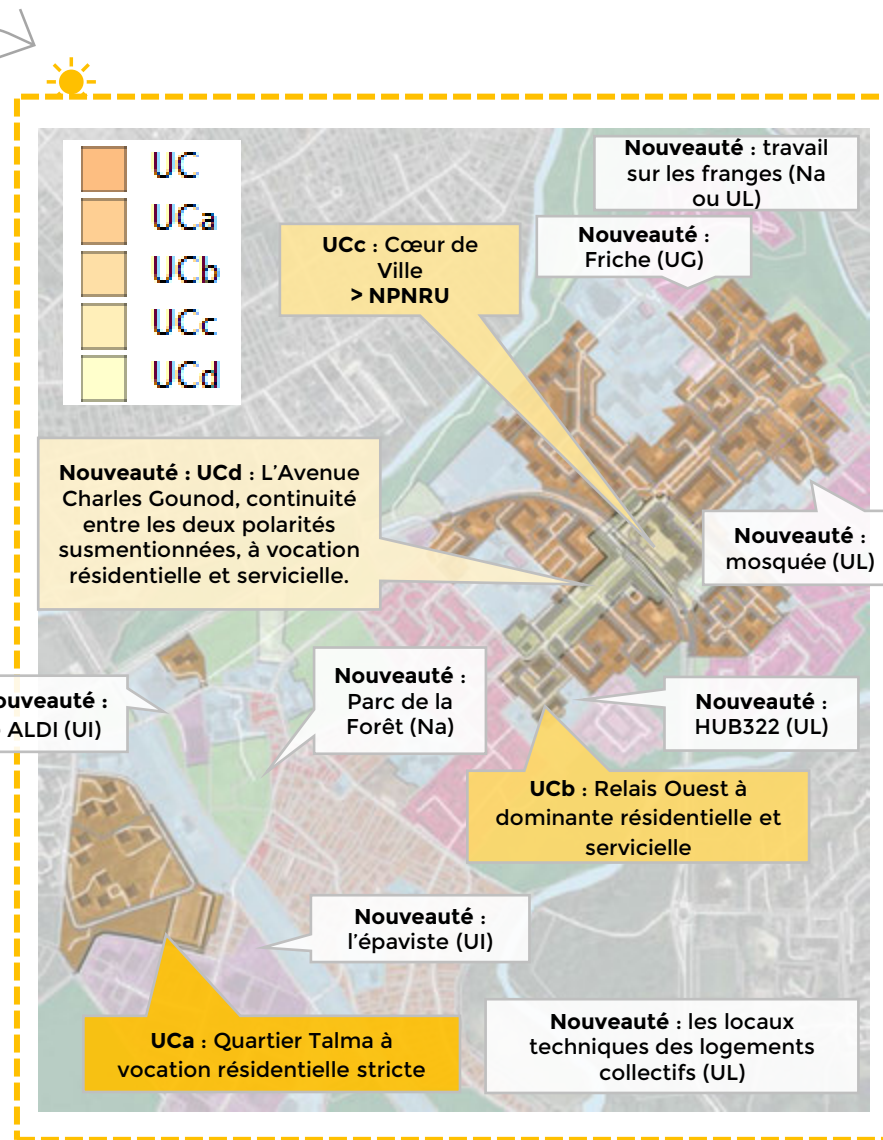 UC
UCa
UCb
UCc
UCd
Nouveauté : travail
sur les franges (Na
ou UL)
Nouveauté :
Friche (UG)
UCc : Cœur de
Ville
> NPNRU
Nouveauté : UCd : L’Avenue
Charles Gounod, continuité
entre les deux polarités
susmentionnées, à vocation
résidentielle et servicielle.
Nouveauté :
mosquée (UL)
ouveauté :
ALDI (UI)
Nouveauté :
Parc de la
Forêt (Na)
Nouveauté :
HUB322 (UL)
UCb : Relais Ouest à
dominante résidentielle et
servicielle
Nouveauté :
l’épaviste (UI)
UCa : Quartier Talma à
vocation résidentielle stricte
Nouveauté : les locaux
techniques des logements
collectifs (UL)